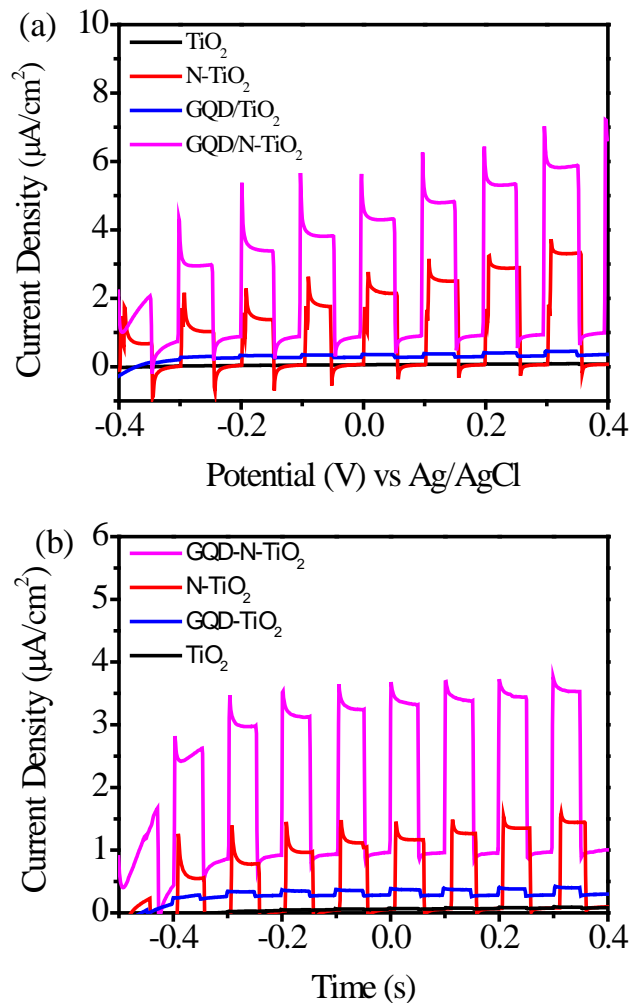 (a)
10
8
6
4
2
0
Current Density (μA/cm²)
TiO₂
N-TiO₂
GQD/TiO₂
GQD/N-TiO₂
-0.4 -0.2 0.0 0.2 0.4
Potential (V) vs Ag/AgCl
(b)
6
5
4
3
2
1
0
Current Density (μA/cm²)
GQD-N-TiO₂
N-TiO₂
GQD-TiO₂
TiO₂
-0.4 -0.2 0.0 0.2 0.4
Time (s)